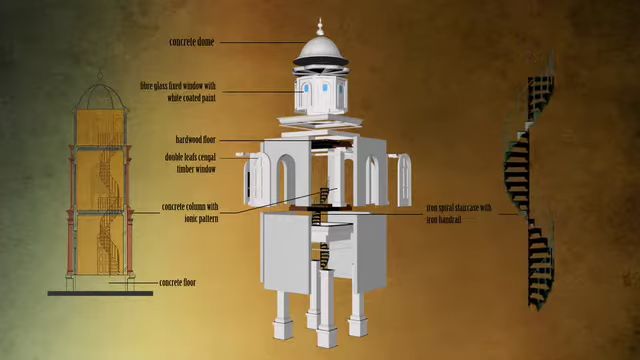 concrete dome
fibre glass fixed window with
white coated paint
hardwood floor
double leafs cengal
timber window
concrete column with
ionic pattern
iron spiral staircase with
iron handrail
concrete floor